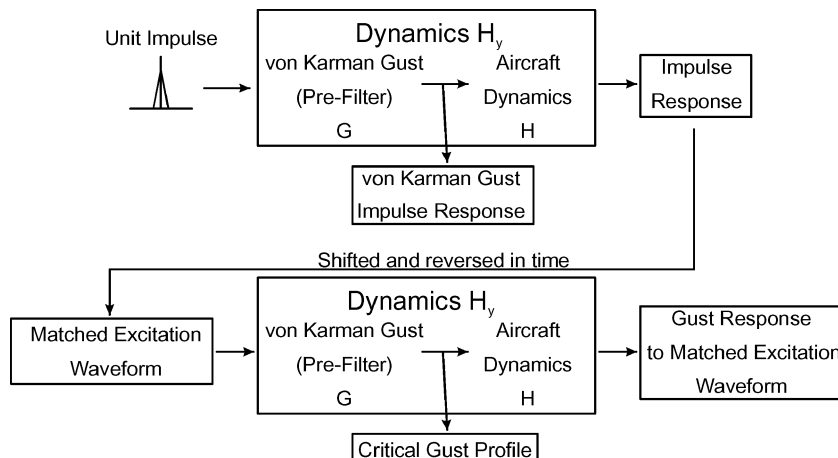 Unit Impulse
Dynamics Hy
von Karman Gust
(Pre-Filter)
G
Aircraft
Dynamics
H
Impulse
Response
von Karman Gust
Impulse Response
Shifted and reversed in time
Matched Excitation
Waveform
Dynamics Hy
von Karman Gust
(Pre-Filter)
G
Aircraft
Dynamics
H
Gust Response
to Matched Excitation
Waveform
Critical Gust Profile